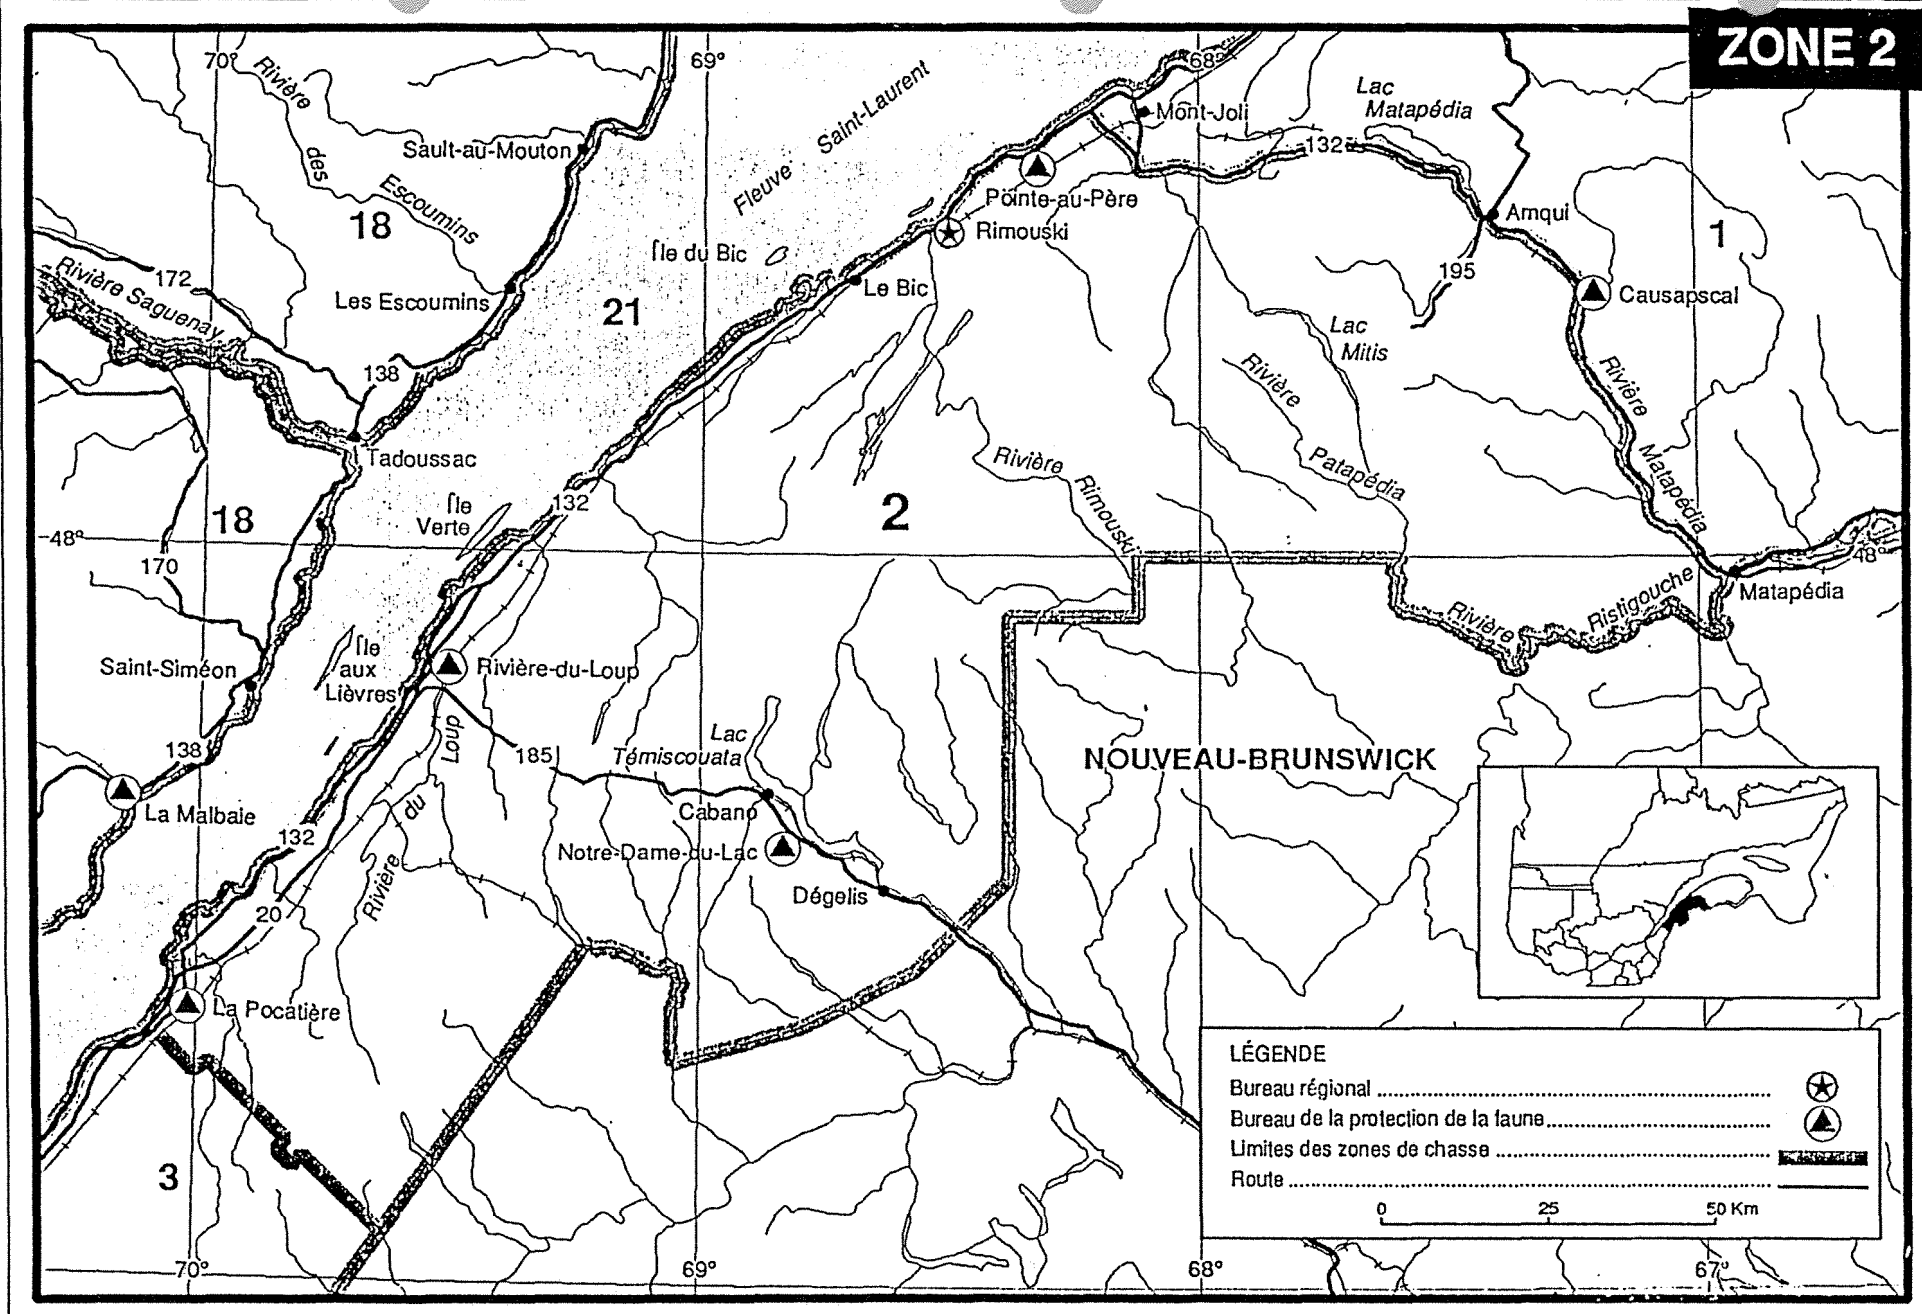 ZONE 2
70°
69°
68°
Rivière
des
Escoumins
Sault-au-Mouton
Fleuve Saint-Laurent
Mont-Joli
Lac
Matapédia
132
Pointe-au-Père
Rimouski
Amqui
1
18
Île du Bic
172
Rivière Saguenay
Les Escoumins
21
Le Bic
195
Causapscal
Lac
Mitis
138
Rivière
Patapédia
Rivière
Matapédia
Tadoussac
Rivière
Rimouski
18
Île
Verte
132
2
48°
48°
170
Matapédia
Rivière Ristigouche
Saint-Siméon
Île
aux
Lièvres
Rivière-du-Loup
138
185
Lac
Témiscouata
NOUVEAU-BRUNSWICK
La Malbaie
Cabano
Rivière
du
Loup
132
Notre-Dame-du-Lac
Dégelis
20
La Pocatière
3
LÉGENDE
Bureau régional
Bureau de la protection de la faune
Limites des zones de chasse
Route
0 25 50 Km
70°
69°
68°
67°